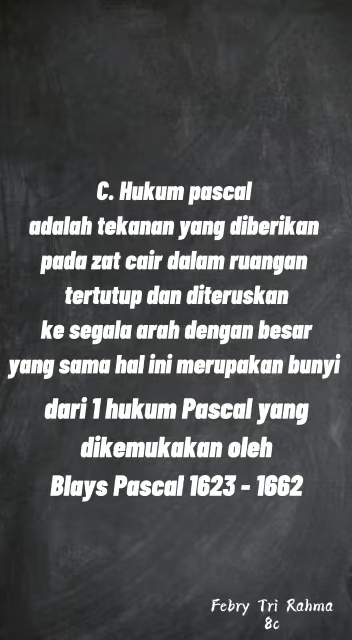 C. Hukum pascal
adalah tekanan yang diberikan
pada zat cair dalam ruangan
tertutup dan diteruskan
ke segala arah dengan besar
yang sama hal ini merupakan bunyi
dari 1 hukum Pascal yang
dikemukakan oleh
Blays Pascal 1623 - 1662
Febry Tri Rahma
8c